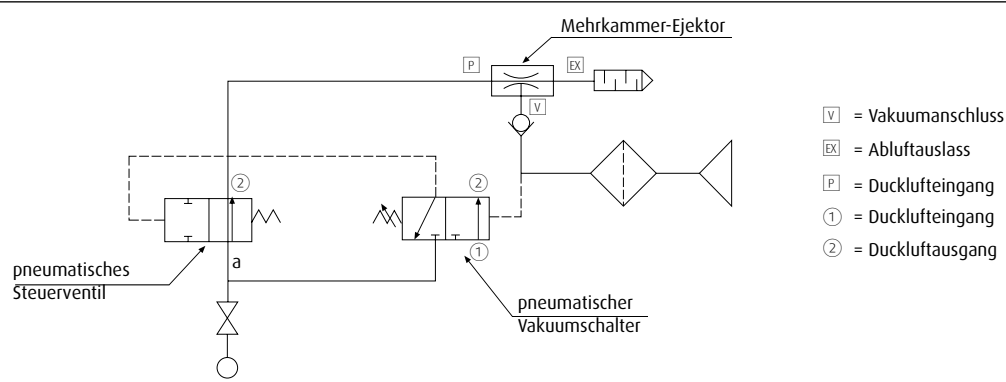 Mehrkammer-Ejektor
P
EX
V
V = Vakuumanschluss
EX = Abluftauslass
P = Ducklufteingang
1 = Ducklufteingang
2 = Duckluftausgang
2
2
1
a
pneumatisches
Steuerventil
pneumatischer
Vakuumschalter